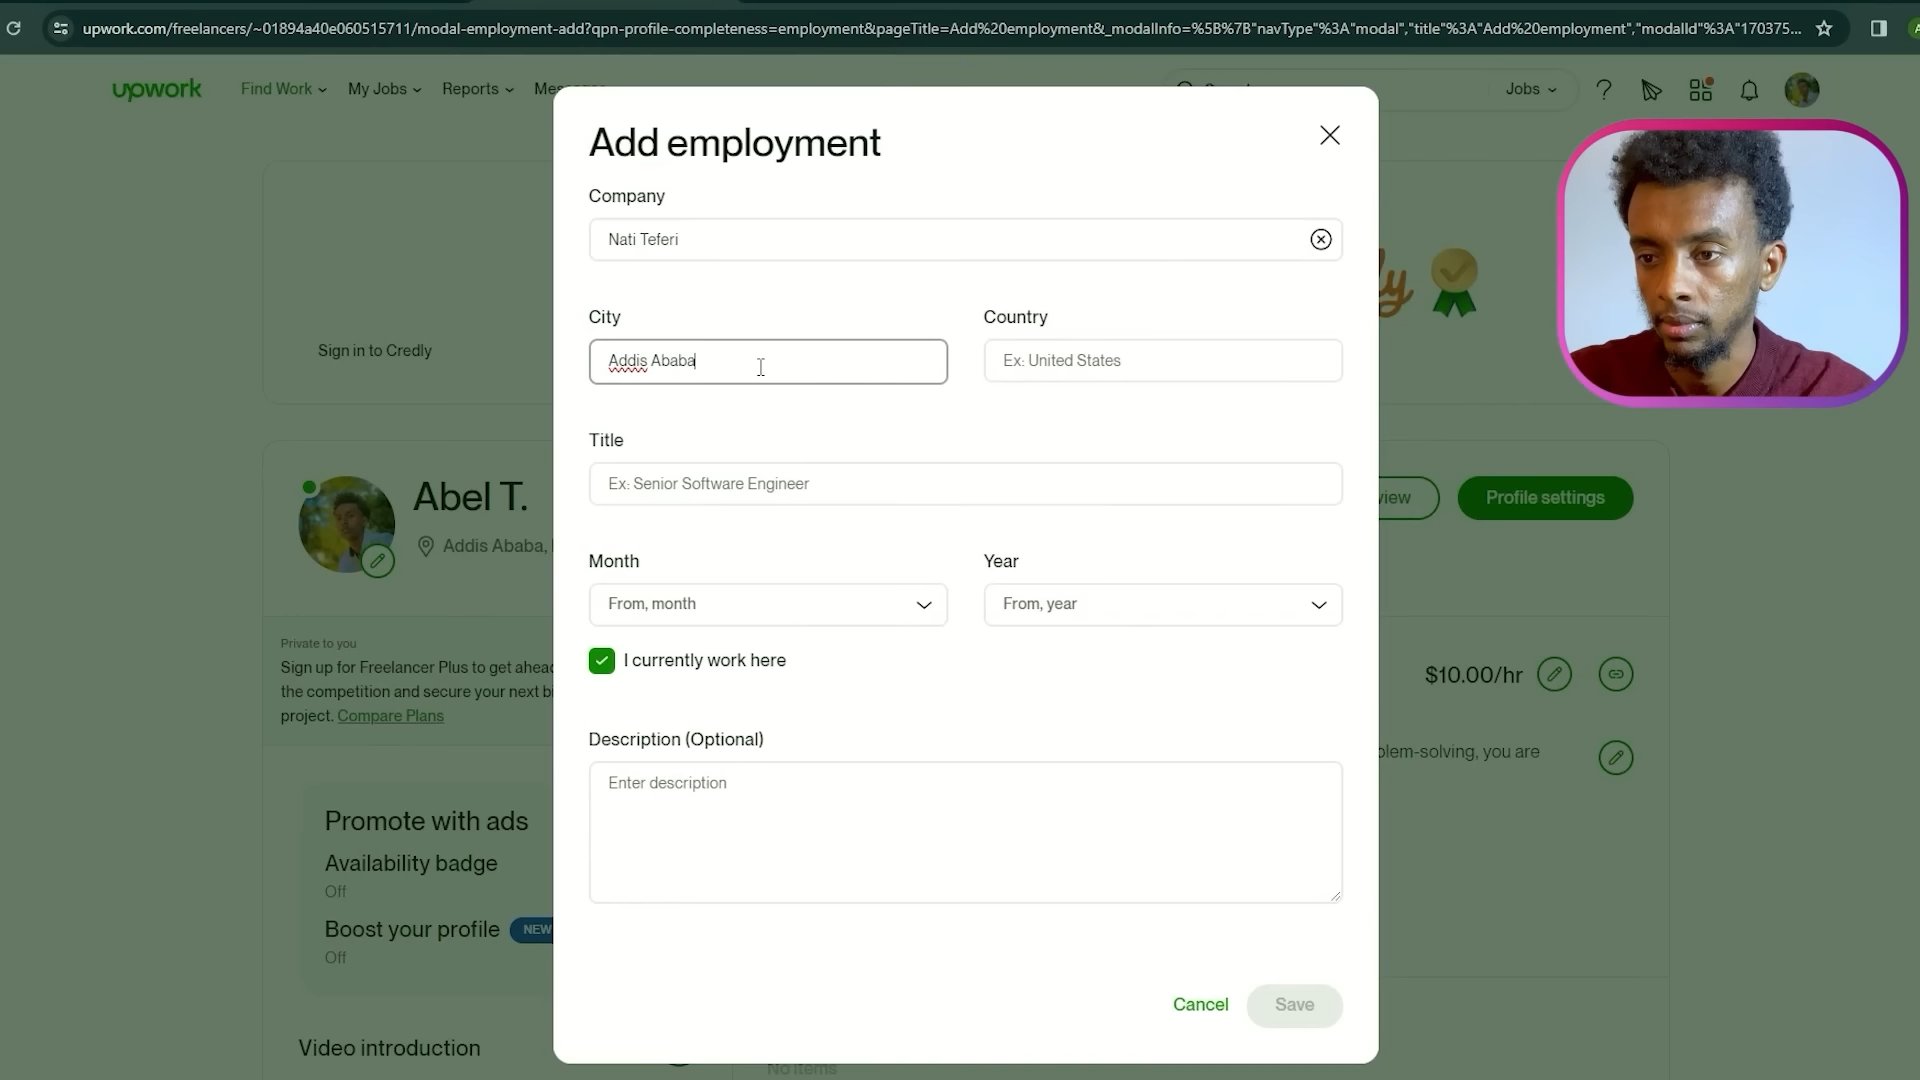 upwork.com/freelancers/~01894a40e060515711/modal-employment-add?qpn-profile-completeness=employment&pageTitle=Add%20employment&_modalInfo=%5B%7B"navType"%3A"modal","title"%3A"Add%20employment","modalId"%3A"170375...
upwork
Find Work
My Jobs
Reports
Jobs
Add employment
Company
Nati Teferi
City
Country
Sign in to Credly
Addis Ababa
Ex: United States
Title
Ex: Senior Software Engineer
Abel T.
Profile settings
Addis Ababa,
Month
Year
From, month
From, year
Private to you
I currently work here
Sign up for Freelancer Plus to get ahead
the competition and secure your next
project. Compare Plans
$10.00/hr
Description (Optional)
you are
Enter description
Promote with ads
Availability badge
Off
Boost your profile NEW
Off
Cancel
Save
Video introduction
No items